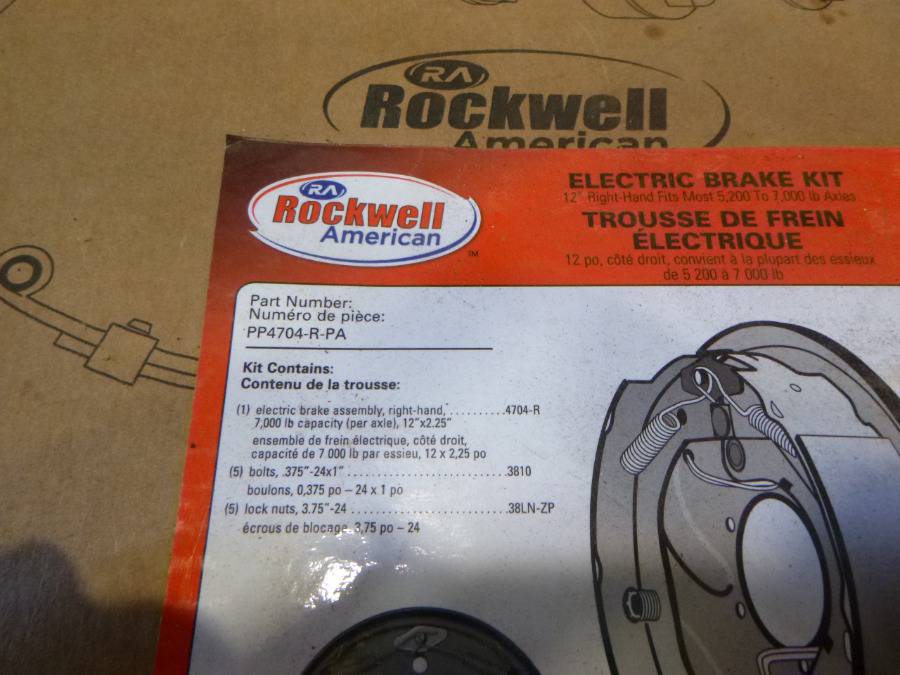 RA
Rockwell
American
RA
Rockwell
American
™
ELECTRIC BRAKE KIT
12" Right-Hand Fits Most 5,200 To 7,000 lb Axles
TROUSSE DE FREIN
ÉLECTRIQUE
12 po, côté droit, convient à la plupart des essieux
de 5 200 à 7 000 lb
Part Number:
Numéro de pièce:
PP4704-R-PA
Kit Contains:
Contenu de la trousse:
(1) electric brake assembly, right-hand, ..........4704-R
7,000 lb capacity (per axle), 12"x2.25"
ensemble de frein électrique, côté droit,
capacité de 7 000 lb par essieu, 12 x 2,25 po
(5) bolts, .375"-24x1" ..........................3810
boulons, 0,375 po – 24 x 1 po
(5) lock nuts, 3.75"-24 ..........................38LN-ZP
écrous de blocage, 3,75 po – 24